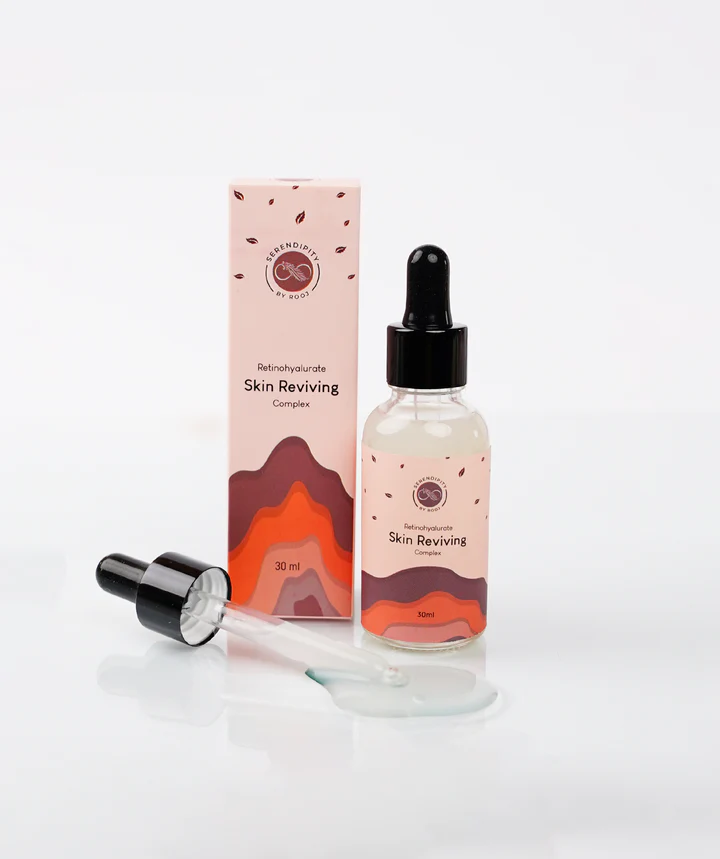 SERENDIPITY
BY ROOJ
Retinohyalurate
Skin Reviving
Complex
30 ml
SERENDIPITY
BY ROOJ
Retinohyalurate
Skin Reviving
Complex
30ml